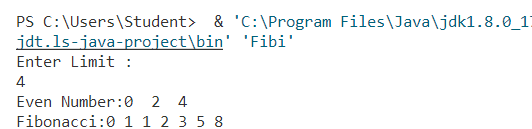 PS C:\Users\Student>  & 'C:\Program Files\Java\jdk1.8.0_17
jdt.ls-java-project\bin' 'Fibi'
Enter Limit :
4
Even Number:0  2  4
Fibonacci:0 1 1 2 3 5 8